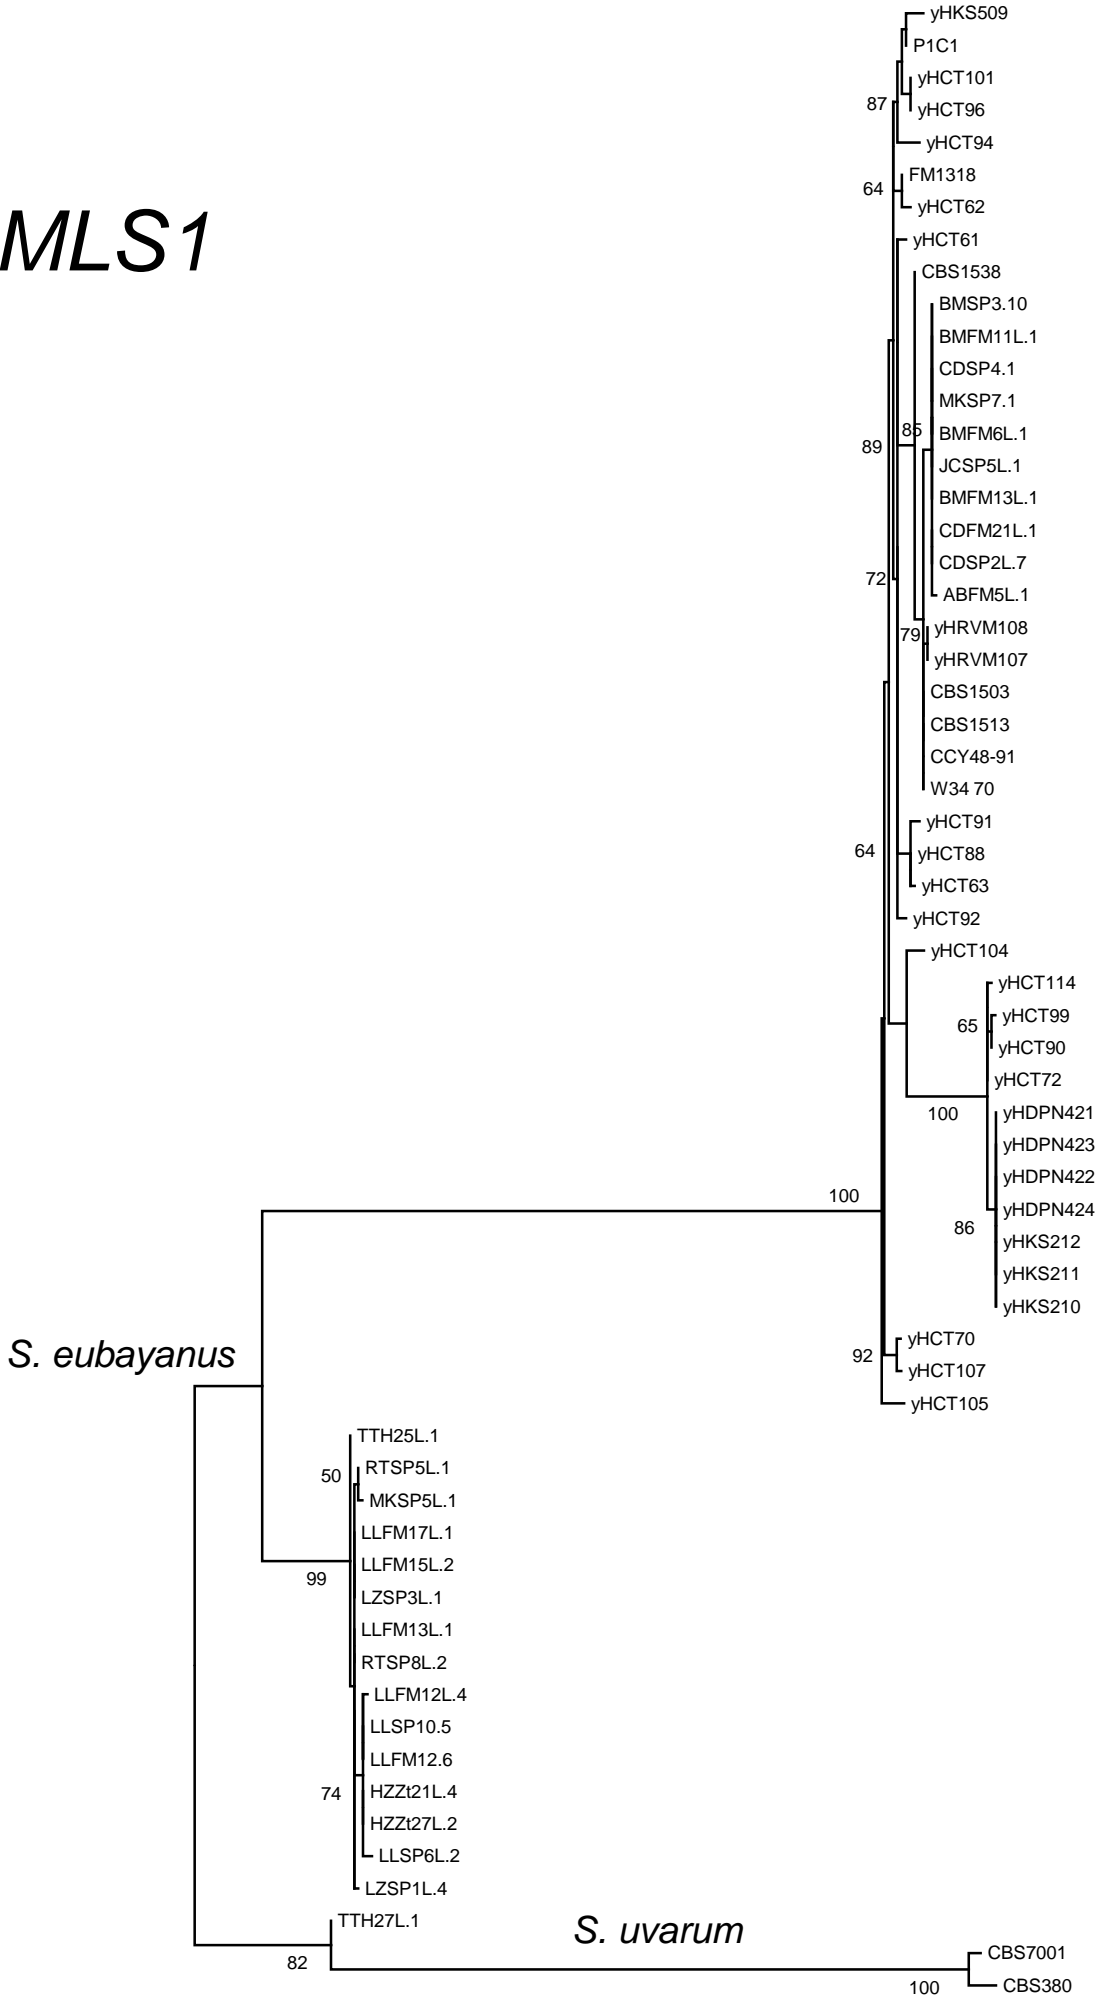 yHKS509
P1C1
yHCT101
87
yHCT96
yHCT94
FM1318
64
yHCT62
MLS1
yHCT61
CBS1538
BMSP3.10
BMFM11L.1
CDSP4.1
MKSP7.1
85
BMFM6L.1
89
JCSP5L.1
BMFM13L.1
CDFM21L.1
CDSP2L.7
72
ABFM5L.1
yHRVM108
79
yHRVM107
CBS1503
CBS1513
CCY48-91
W34 70
yHCT91
64
yHCT88
yHCT63
yHCT92
yHCT104
yHCT114
yHCT99
65
yHCT90
yHCT72
yHDPN421
100
yHDPN423
yHDPN422
100
yHDPN424
86
yHKS212
yHKS211
yHKS210
yHCT70
S. eubayanus
92
yHCT107
yHCT105
TTH25L.1
RTSP5L.1
50
MKSP5L.1
LLFM17L.1
LLFM15L.2
99
LZSP3L.1
LLFM13L.1
RTSP8L.2
LLFM12L.4
LLSP10.5
LLFM12.6
HZZt21L.4
74
HZZt27L.2
LLSP6L.2
LZSP1L.4
TTH27L.1
S. uvarum
CBS7001
82
CBS380
100